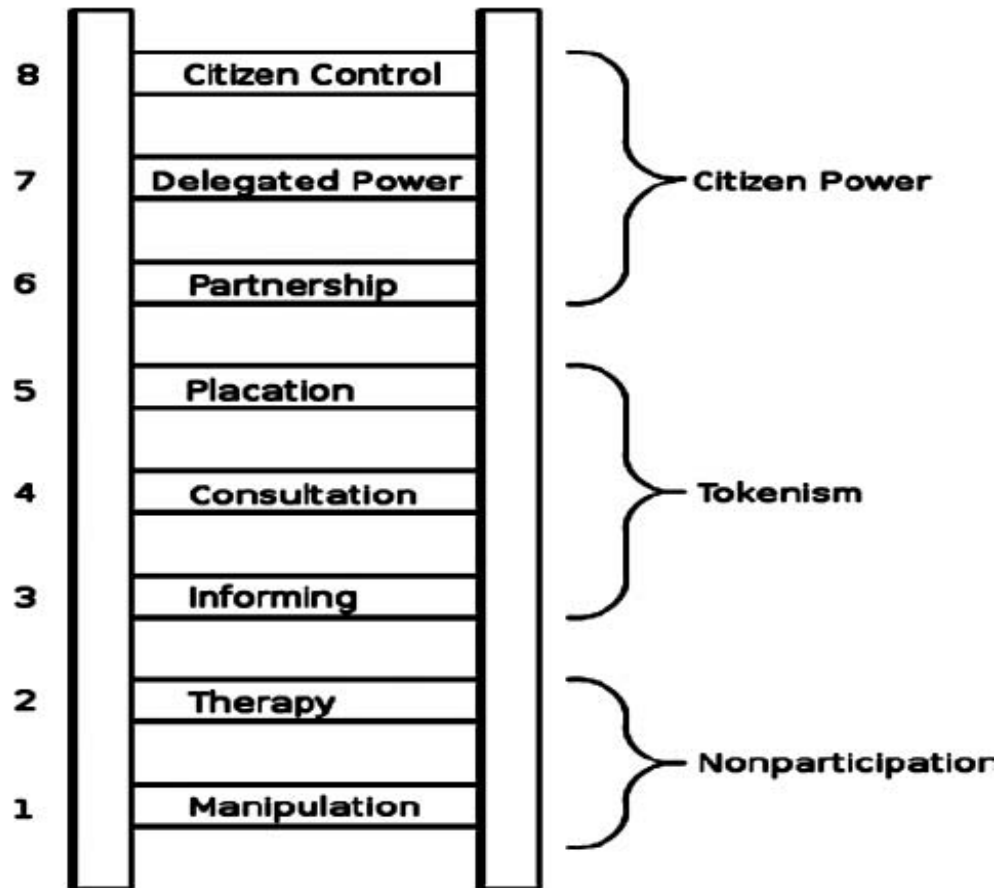 8 Citizen Control
7 Delegated Power
Citizen Power
6 Partnership
5 Placation
4 Consultation
Tokenism
3 Informing
2 Therapy
Nonparticipation
1 Manipulation